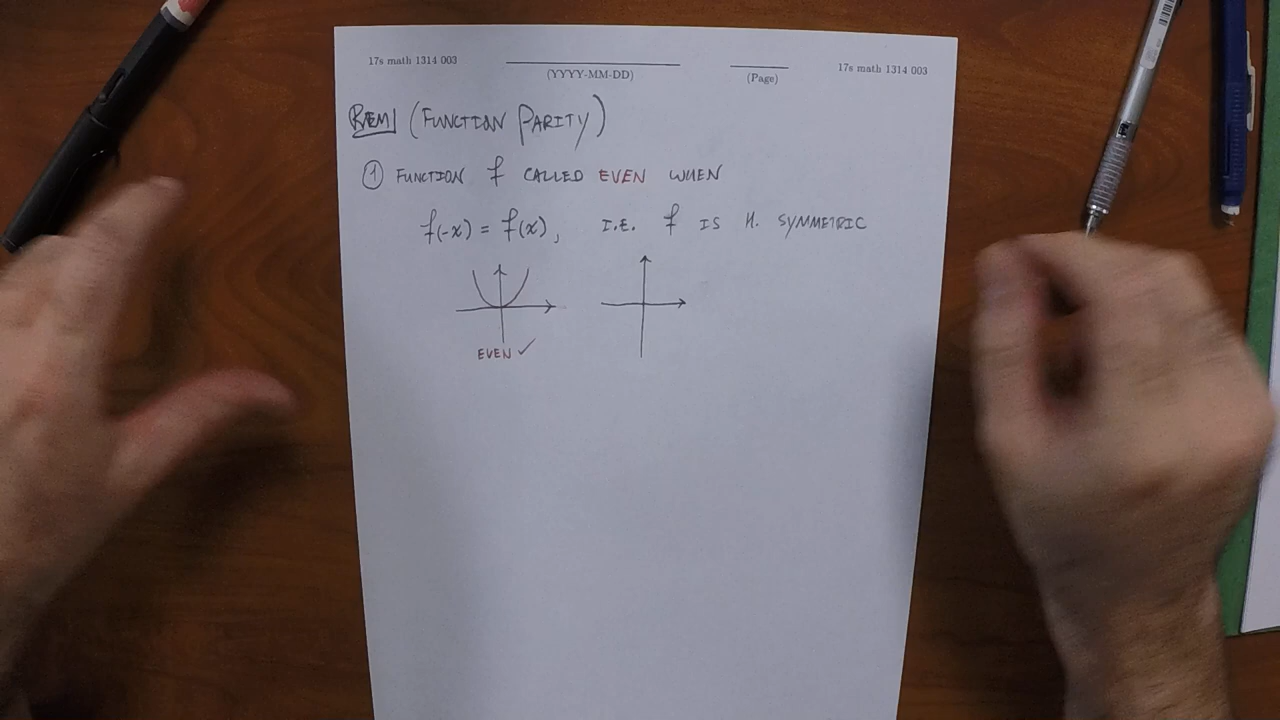 17s math 1314 003
(YYYY-MM-DD)
(Page)
17s math 1314 003
REM (FUNCTION PARITY)
① FUNCTION f CALLED EVEN WHEN
f(-x) = f(x), I.E. f IS H. SYMMETRIC
EVEN ✓